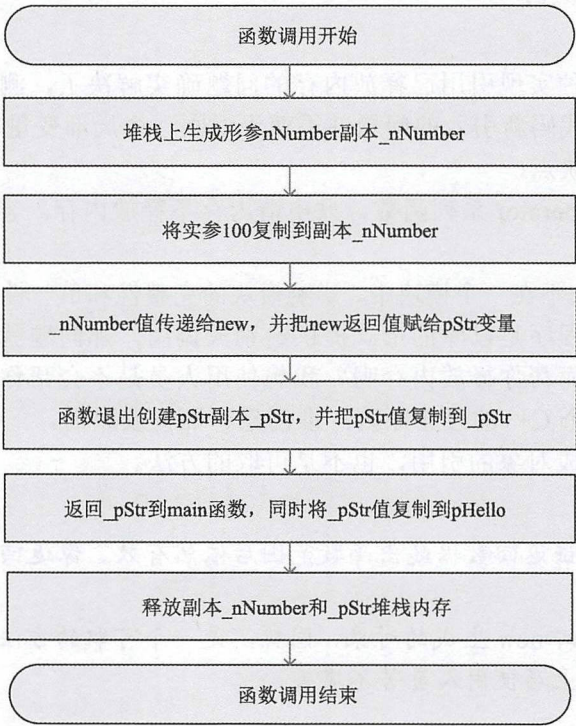 函数调用开始
堆栈上生成形参nNumber副本_nNumber
将实参100复制到副本_nNumber
_nNumber值传递给new，并把new返回值赋给pStr变量
函数退出创建pStr副本_pStr，并把pStr值复制到_pStr
返回_pStr到main函数，同时将_pStr值复制到pHello
释放副本_nNumber和_pStr堆栈内存
函数调用结束